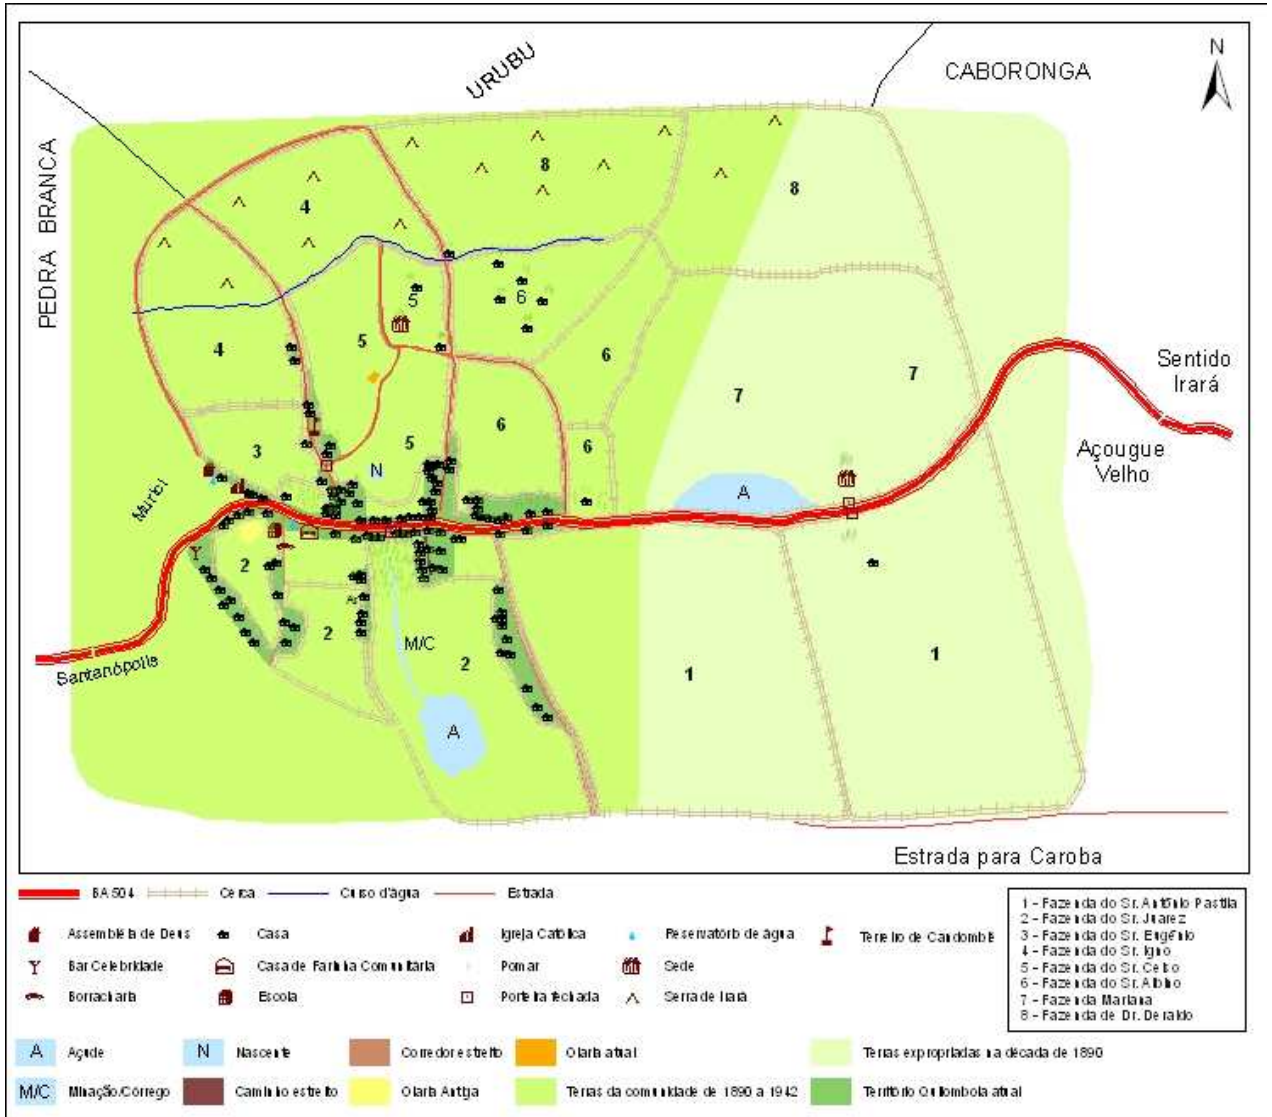 URUBU
CABORONGA
N
PEDRA BRANCA
8
4
8
5
6
5
4
6
7
7
Sentido
Irará
6
5
6
3
N
A
Açougue
Velho
Murici
2
2
M/C
2
1
1
Santanópolis
A
Estrada para Caroba
BA 504
Cerca
Curso d'água
Estrada
Assembléia de Deus
Casa
Igreja Católica
Reservatório de água
Terreiro de Candomblé
Bar Celebridade
Casa de Farinha Comunitária
Pomar
Sede
Borracharia
Escola
Porteira fechada
Serra de Irará
1 - Fazenda do Sr. Antônio Pastila
2 - Fazenda do Sr. Juarez
3 - Fazenda do Sr. Eugênio
4 - Fazenda do Sr. Igno
5 - Fazenda do Sr. Celso
6 - Fazenda do Sr. Albino
7 - Fazenda Mariana
8 - Fazenda de Dr. Deraldo
A
Açude
N
Nascente
Corredor estreito
Olaria atual
Terras expropriadas na década de 1890
M/C
Minação/Córrego
Caminho estreito
Olaria Antiga
Terras da comunidade de 1890 a 1942
Território Quilombola atual